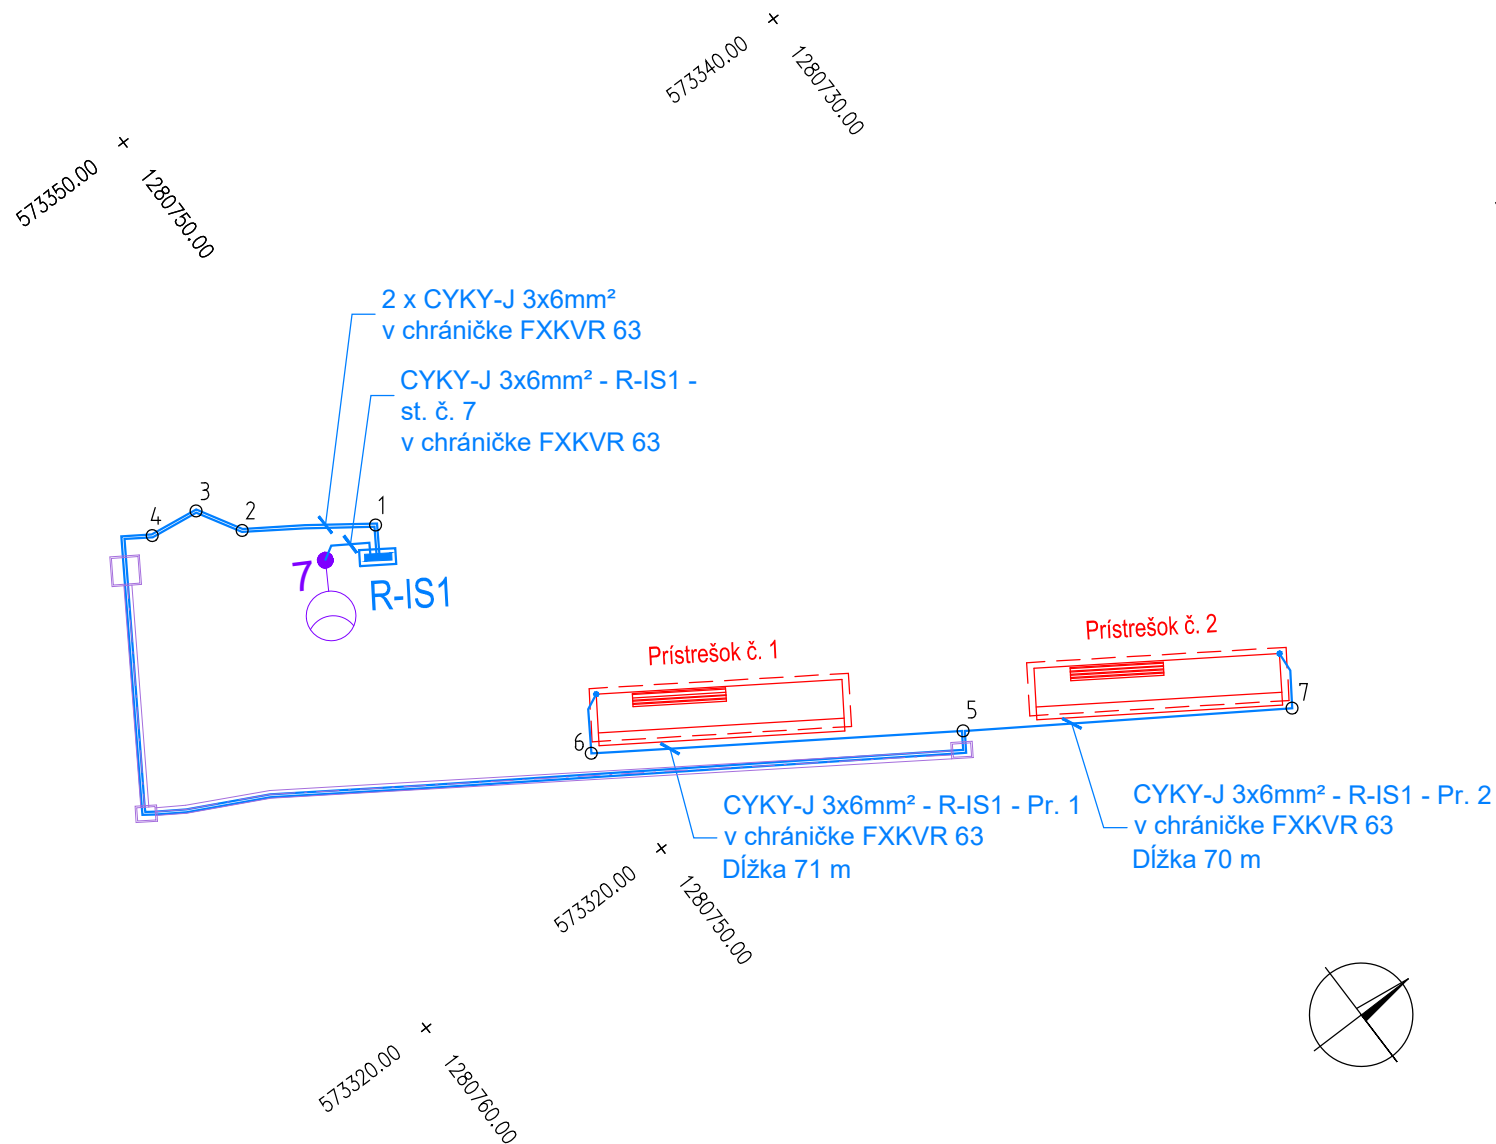 573340.00
1280730.00
573350.00
1280750.00
2 x CYKY-J 3x6mm²
v chráničke FXKVR 63
CYKY-J 3x6mm² - R-IS1 -
st. č. 7
v chráničke FXKVR 63
4
3
2
1
7
R-IS1
Prístrešok č. 1
Prístrešok č. 2
6
5
7
CYKY-J 3x6mm² - R-IS1 - Pr. 1
v chráničke FXKVR 63
Dĺžka 71 m
CYKY-J 3x6mm² - R-IS1 - Pr. 2
v chráničke FXKVR 63
Dĺžka 70 m
573320.00
1280750.00
573320.00
1280760.00